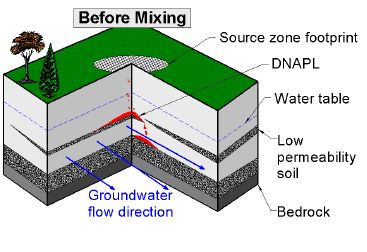 Before Mixing
Source zone footprint
DNAPL
Water table
Low
permeability
soil
Groundwater
flow direction
Bedrock